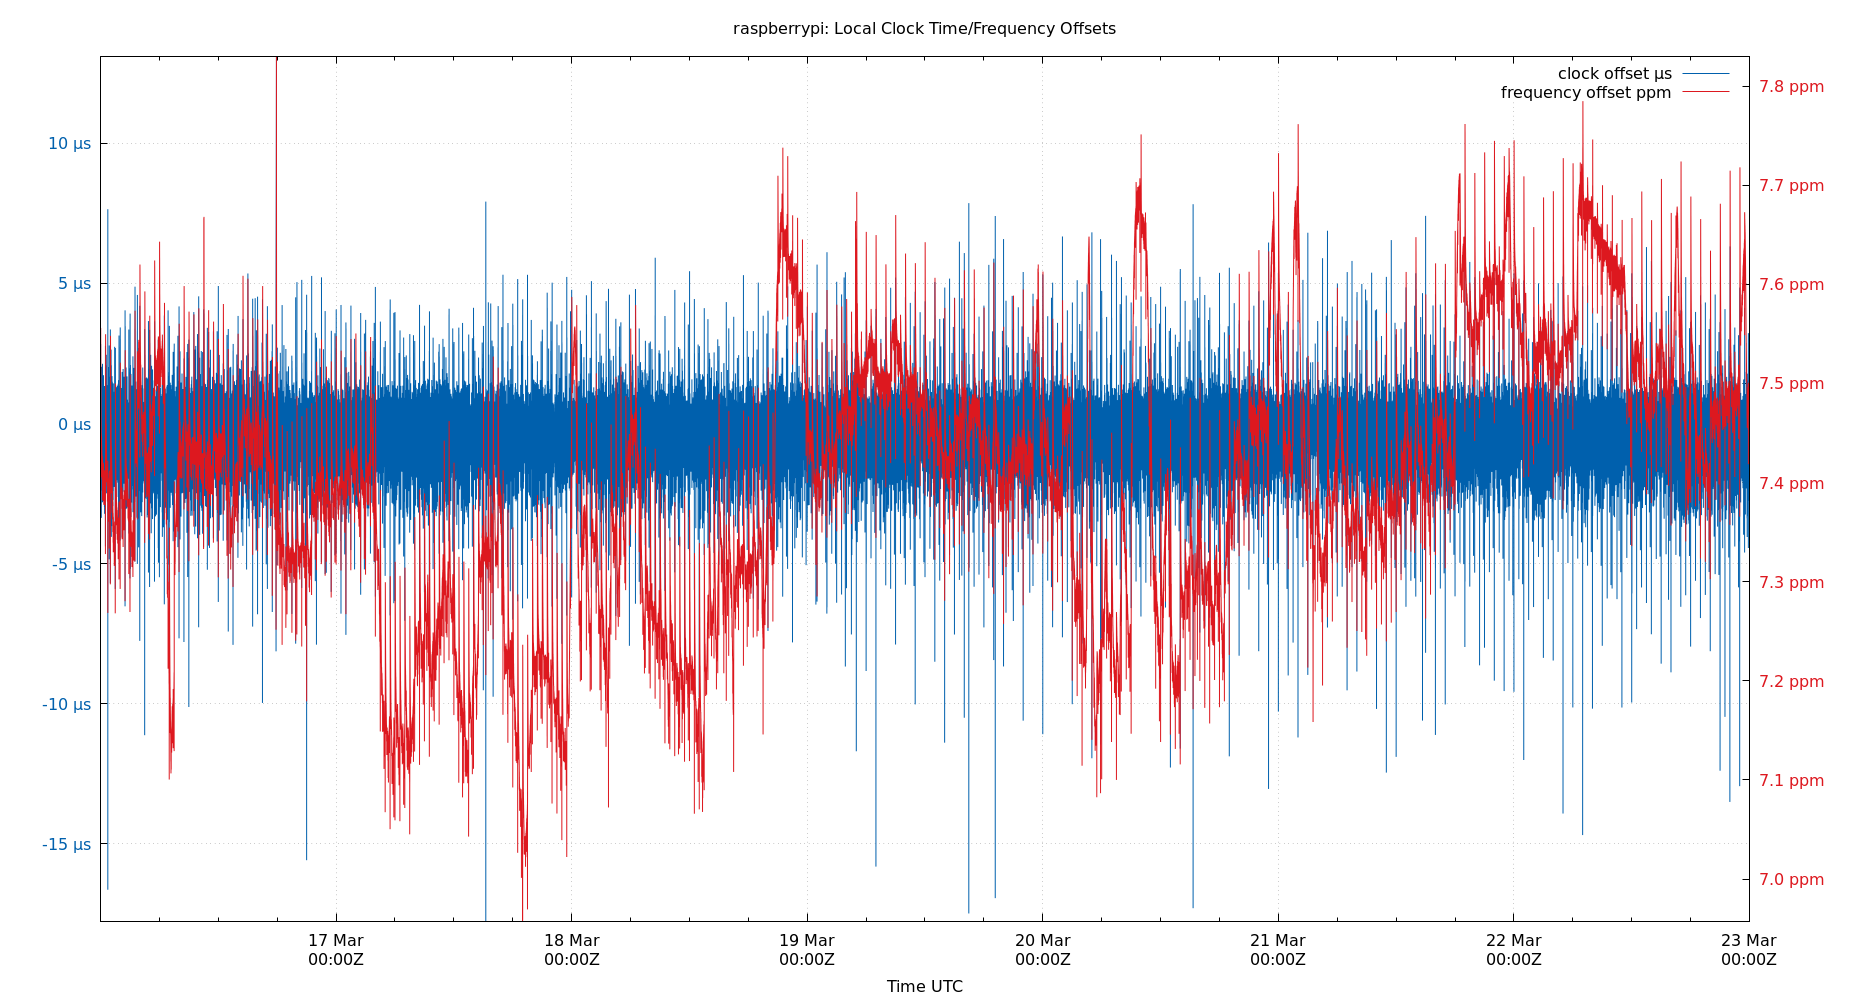 raspberrypi: Local Clock Time/Frequency Offsets
clock offset µs
frequency offset ppm
10 µs
5 µs
0 µs
-5 µs
-10 µs
-15 µs
7.8 ppm
7.7 ppm
7.6 ppm
7.5 ppm
7.4 ppm
7.3 ppm
7.2 ppm
7.1 ppm
7.0 ppm
17 Mar
00:00Z
18 Mar
00:00Z
19 Mar
00:00Z
20 Mar
00:00Z
21 Mar
00:00Z
22 Mar
00:00Z
23 Mar
00:00Z
Time UTC